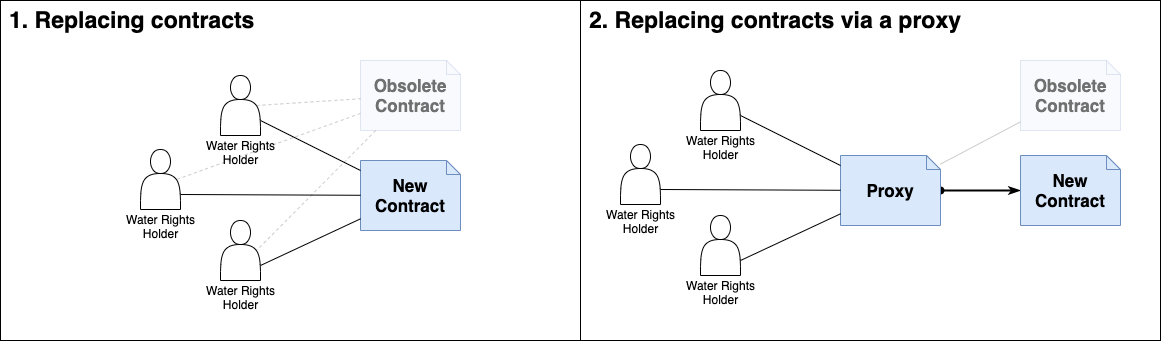 1. Replacing contracts
Obsolete
Contract
Water Rights
Holder
New
Contract
Water Rights
Holder
Water Rights
Holder
2. Replacing contracts via a proxy
Obsolete
Contract
Water Rights
Holder
Proxy
New
Contract
Water Rights
Holder
Water Rights
Holder